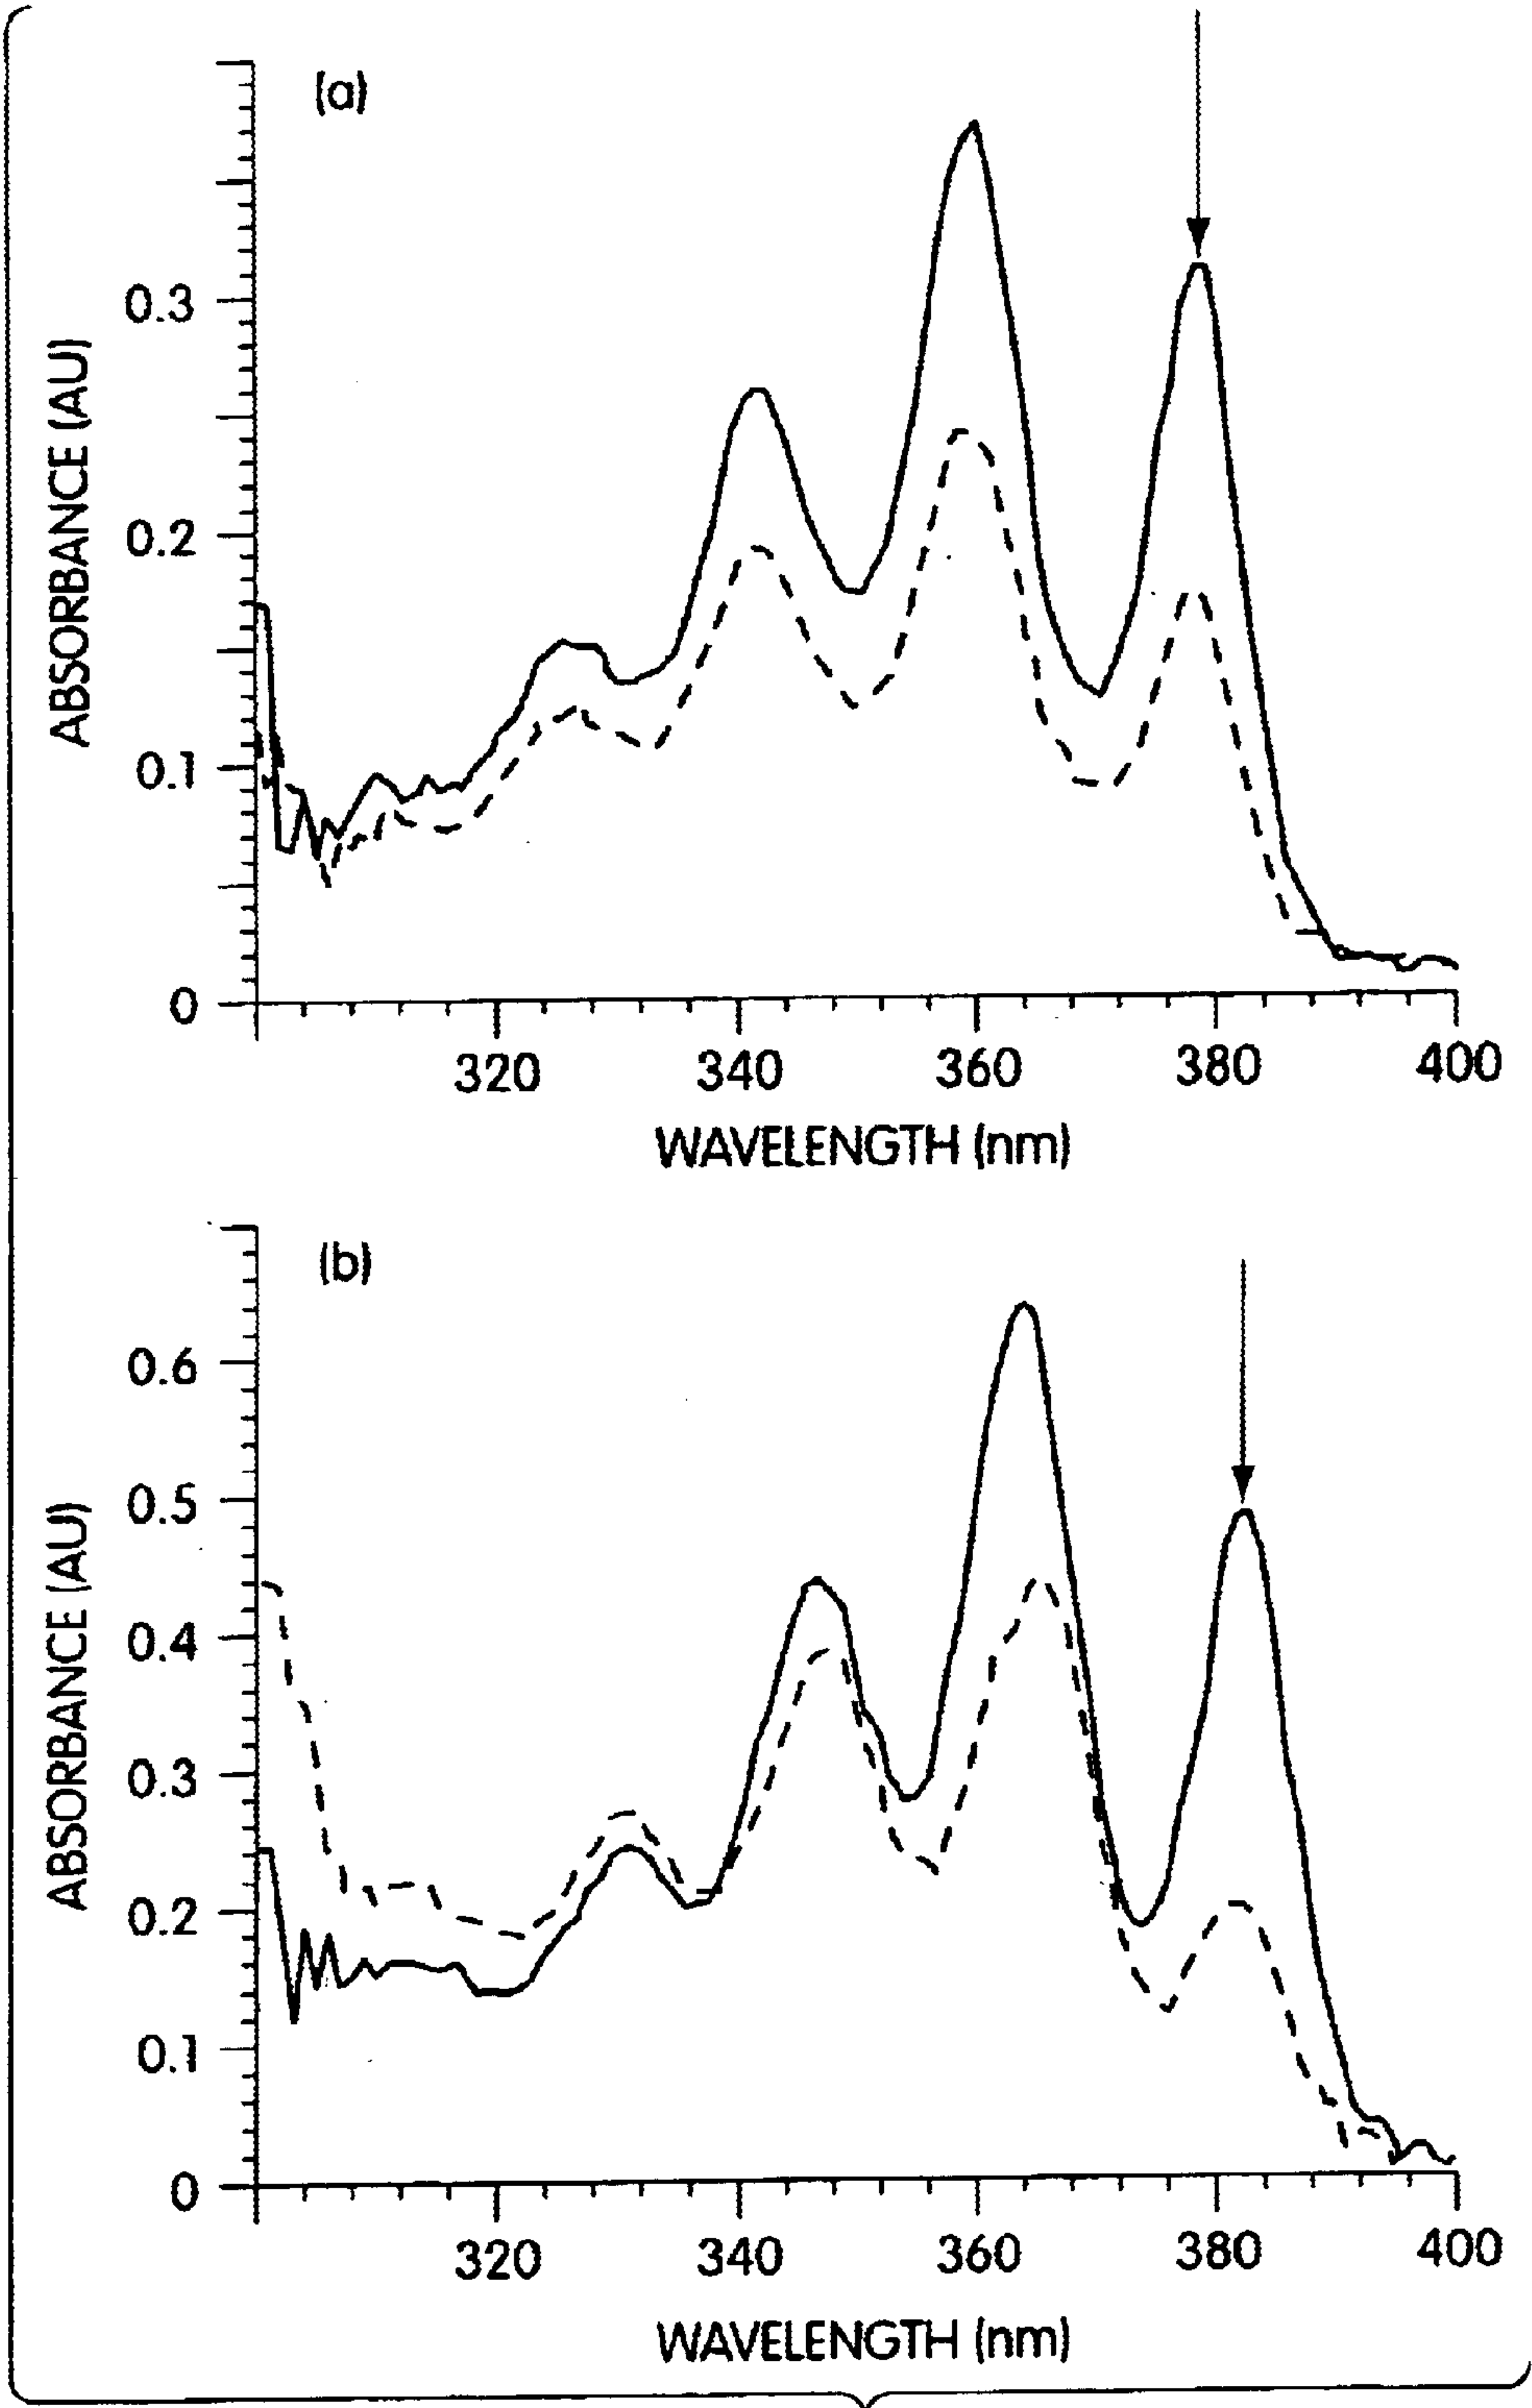 (a)
ABSORBANCE (AU)
0.3
0.2
0.1
0
320 340 360 380 400
WAVELENGTH (nm)
(b)
ABSORBANCE (AU)
0.6
0.5
0.4
0.3
0.2
0.1
0
320 340 360 380 400
WAVELENGTH (nm)